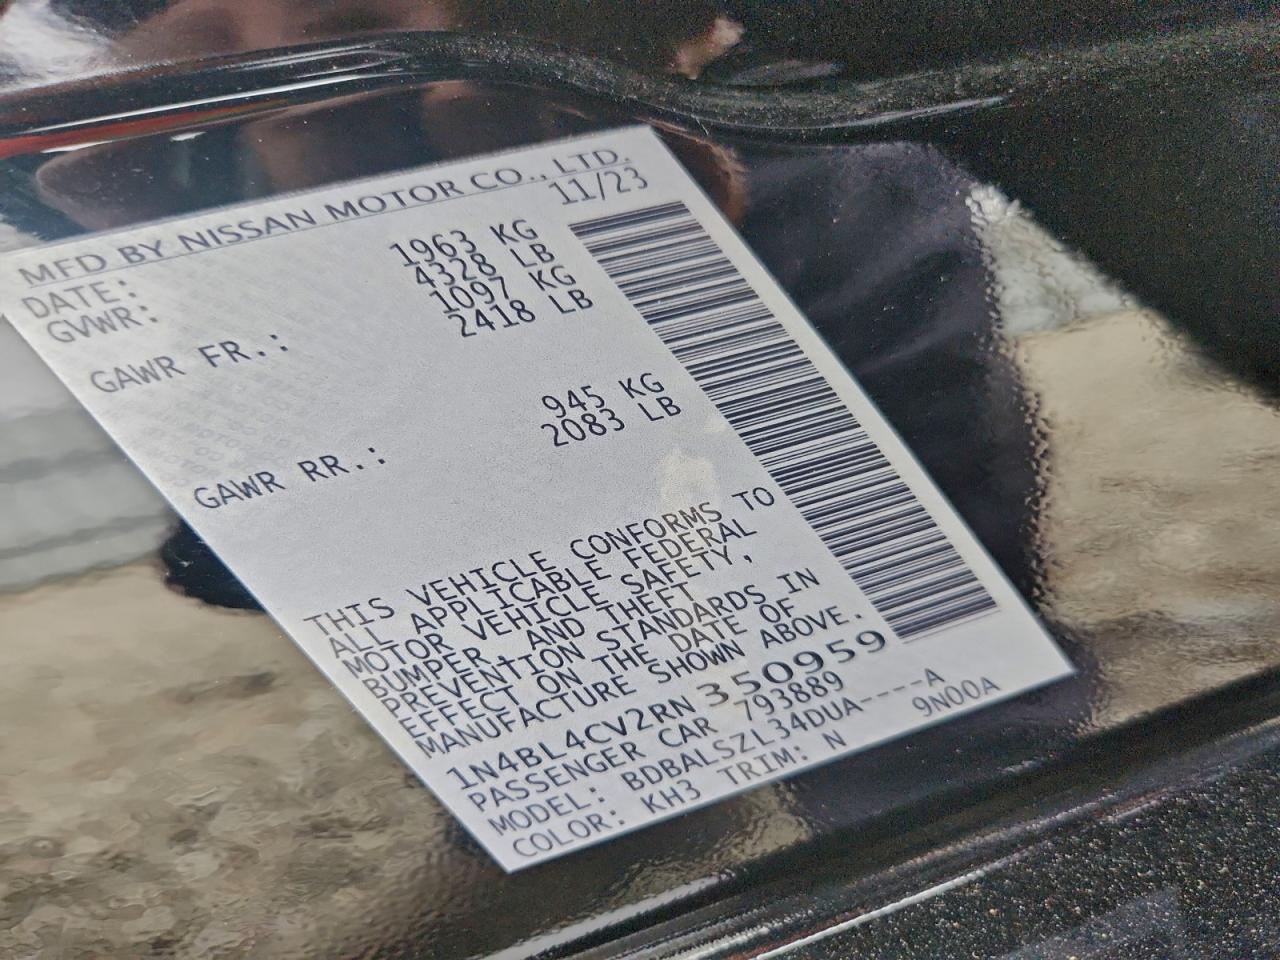 MFD BY NISSAN MOTOR CO., LTD.
DATE: 11/23
GVWR: 1963 KG
4328 LB
GAWR FR.: 1097 KG
2418 LB
GAWR RR.: 945 KG
2083 LB
THIS VEHICLE CONFORMS TO
ALL APPLICABLE FEDERAL
MOTOR VEHICLE SAFETY,
BUMPER, AND THEFT
PREVENTION STANDARDS IN
EFFECT ON THE DATE OF
MANUFACTURE SHOWN ABOVE.
1N4BL4CV2RN350959
PASSENGER CAR 793889
MODEL: BDBALSZL34DUA----A
COLOR: KH3 TRIM: N 9N00A